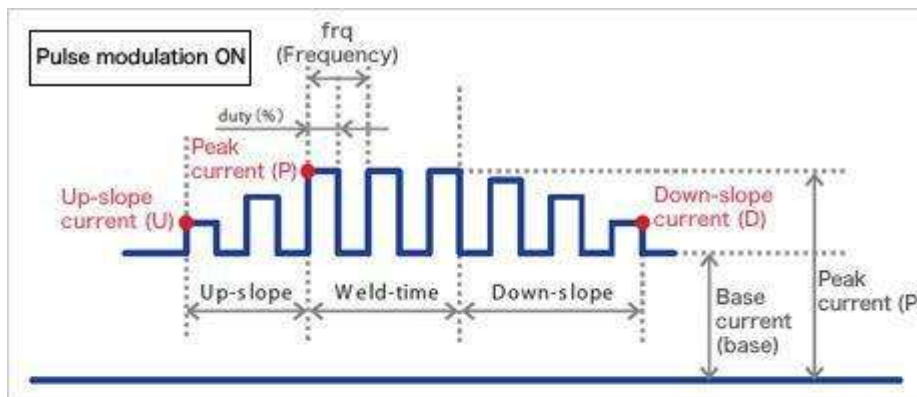 Pulse modulation ON
frq
(Frequency)
duty(%)
Peak
current (P)
Up-slope
current (U)
Down-slope
current (D)
Up-slope
Weld-time
Down-slope
Base
current
(base)
Peak
current (P